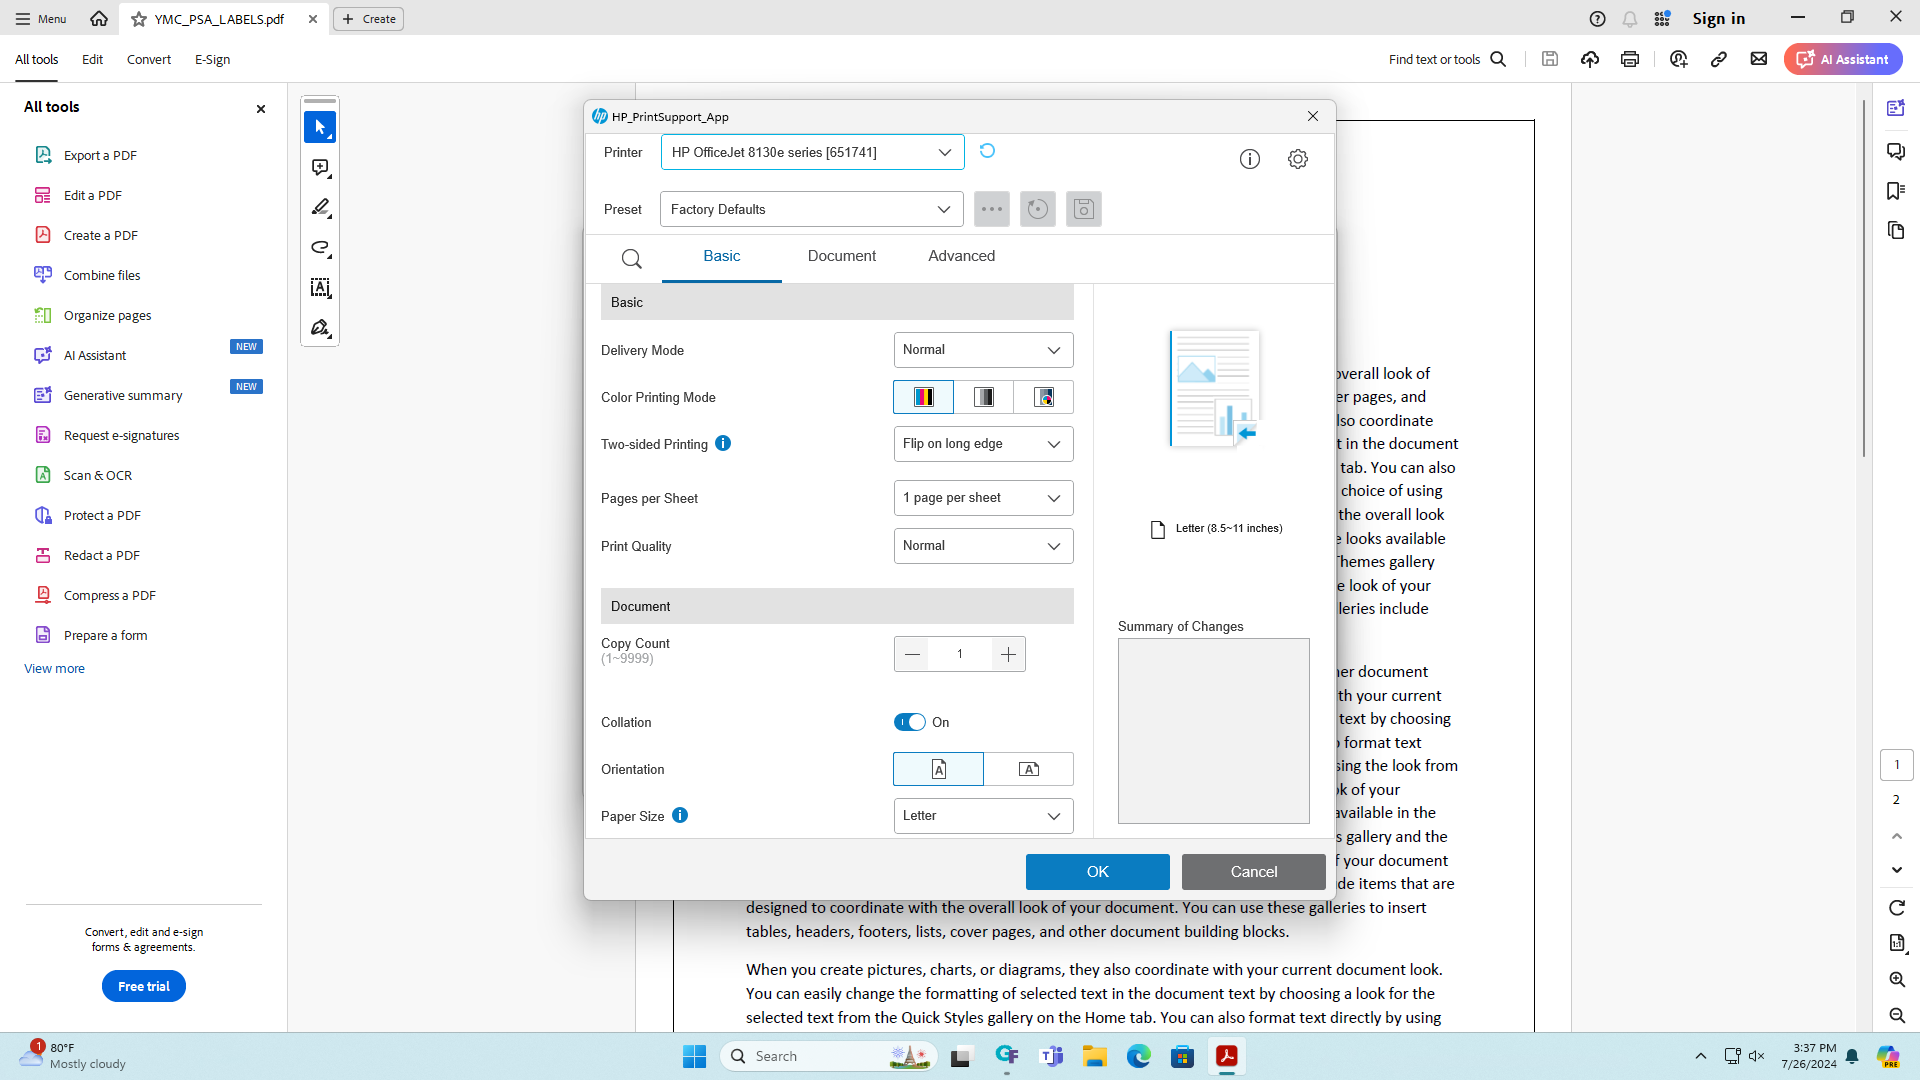 Menu
YMC_PSA_LABELS.pdf
Create
Sign in
All tools
Edit
Convert
E-Sign
Find text or tools
AI Assistant
All tools
Export a PDF
Edit a PDF
Create a PDF
Combine files
Organize pages
AI Assistant
NEW
Generative summary
NEW
Request e-signatures
Scan & OCR
Protect a PDF
Redact a PDF
Compress a PDF
Prepare a form
View more
Convert, edit and e-sign
forms & agreements.
Free trial
HP_PrintSupport_App
Printer
HP OfficeJet 8130e series [651741]
Preset
Factory Defaults
Basic
Document
Advanced
Basic
Delivery Mode
Normal
Color Printing Mode
Two-sided Printing
Flip on long edge
Pages per Sheet
1 page per sheet
Print Quality
Normal
Document
Copy Count
(1~9999)
1
Collation
On
Orientation
Paper Size
Letter
Letter (8.5~11 inches)
Summary of Changes
OK
Cancel
overall look of
er pages, and
lso coordinate
t in the document
tab. You can also
choice of using
the overall look
e looks available
Themes gallery
e look of your
lleries include
her document
th your current
text by choosing
o format text
sing the look from
ok of your
available in the
s gallery and the
f your document
de items that are
designed to coordinate with the overall look of your document. You can use these galleries to insert
tables, headers, footers, lists, cover pages, and other document building blocks.
When you create pictures, charts, or diagrams, they also coordinate with your current document look.
You can easily change the formatting of selected text in the document text by choosing a look for the
selected text from the Quick Styles gallery on the Home tab. You can also format text directly by using
1
2
1
80°F
Mostly cloudy
Search
3:37 PM
7/26/2024
PRE